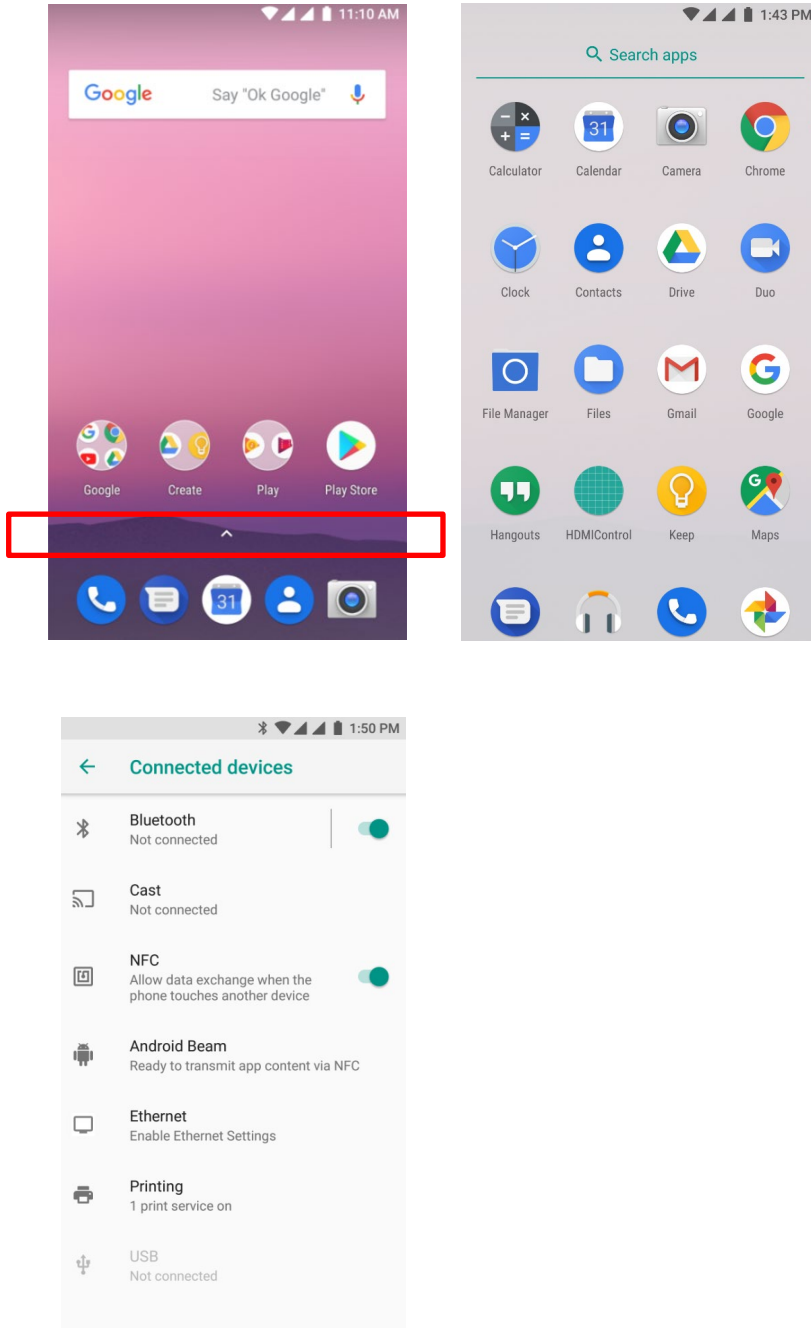 11:10 AM
Google Say "Ok Google"
31
Google Create Play Play Store
31
1:43 PM
Search apps
31
Calculator Calendar Camera Chrome
Clock Contacts Drive Duo
File Manager Files Gmail Google
Hangouts HDMIControl Keep Maps
1:50 PM
Connected devices
Bluetooth
Not connected
Cast
Not connected
NFC
Allow data exchange when the
phone touches another device
Android Beam
Ready to transmit app content via NFC
Ethernet
Enable Ethernet Settings
Printing
1 print service on
USB
Not connected